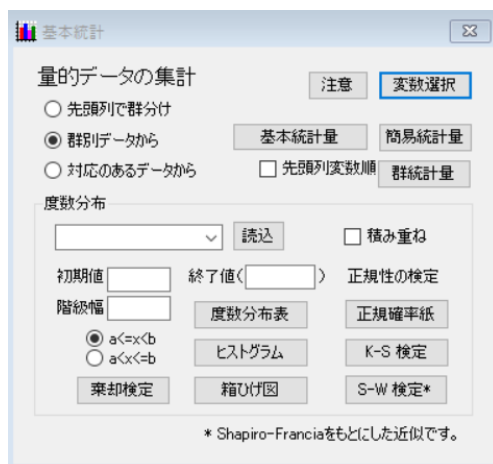 基本統計
量的データの集計
注意
変数選択
先頭列で群分け
群別データから
基本統計量
簡易統計量
対応のあるデータから
先頭列変数順
群統計量
度数分布
読込
積み重ね
初期値
終了値(
)
正規性の検定
階級幅
度数分布表
正規確率紙
a<=x<b
a<x<=b
ヒストグラム
K-S 検定
棄却検定
箱ひげ図
S-W 検定*
* Shapiro-Franciaをもとにした近似です。